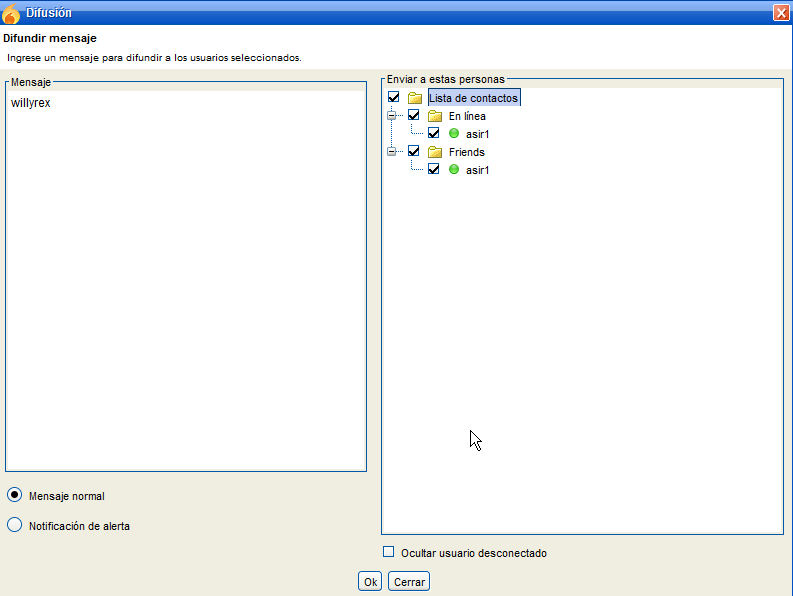 Difusión
Difundir mensaje
Ingrese un mensaje para difundir a los usuarios seleccionados.
Mensaje
willyrex
Mensaje normal
Notificación de alerta
Enviar a estas personas
Lista de contactos
En línea
asir1
Friends
asir1
Ocultar usuario desconectado
Ok Cerrar